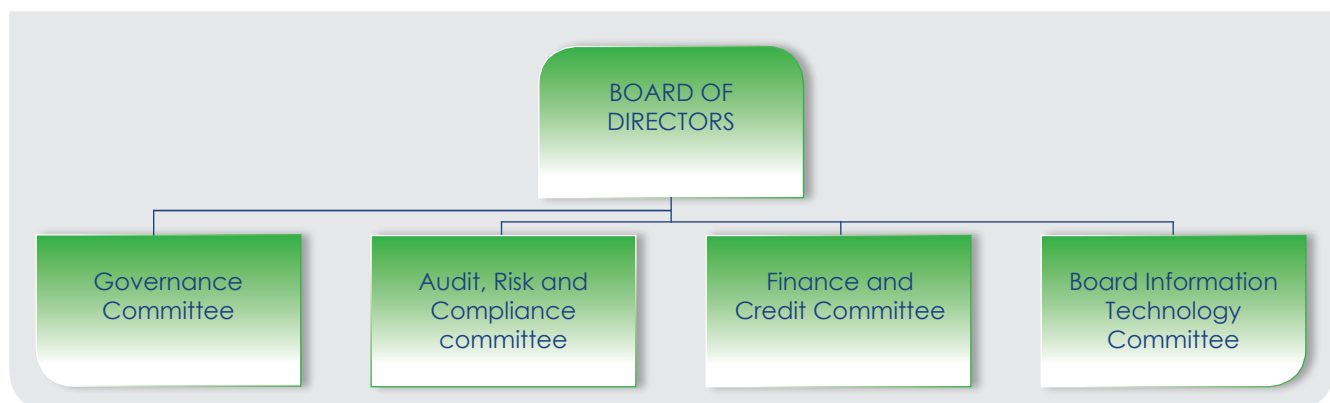 BOARD OF
DIRECTORS
Governance
Committee
Audit, Risk and
Compliance
committee
Finance and
Credit Committee
Board Information
Technology
Committee